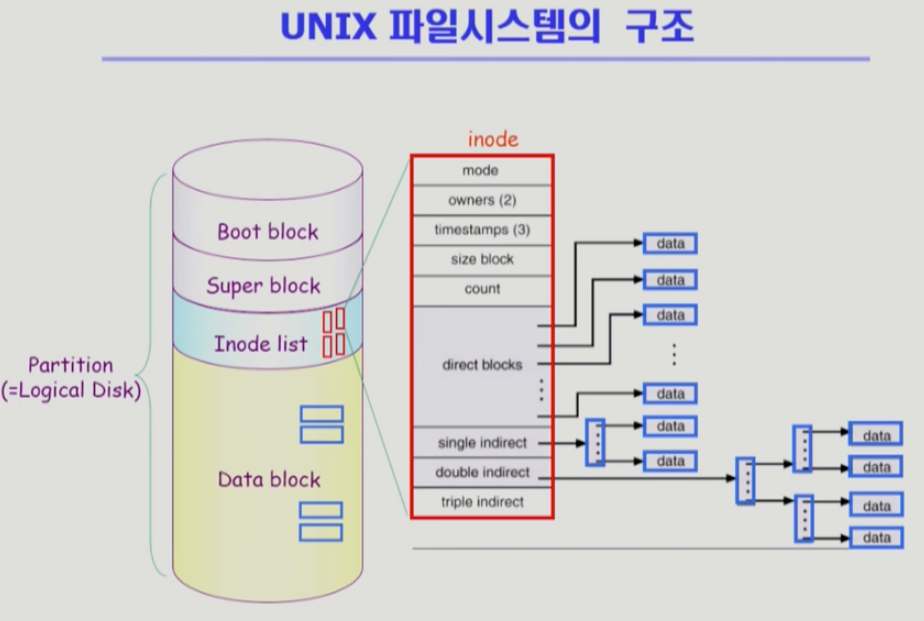 UNIX 파일시스템의 구조
inode
mode
owners (2)
timestamps (3)
size block
count
direct blocks
single indirect
double indirect
triple indirect
data
data
data
data
data
data
data
data
data
data
Boot block
Super block
Inode list
Data block
Partition
(=Logical Disk)